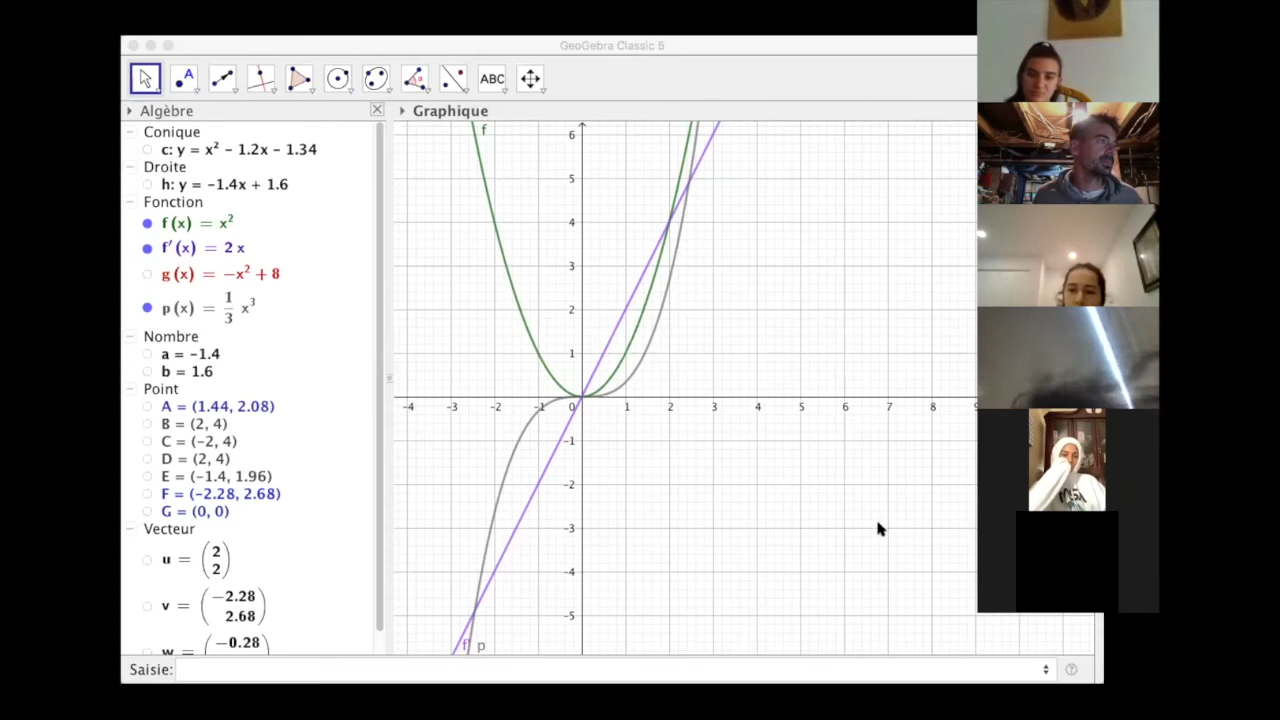 GeoGebra Classic 5
A
α
ABC
Algèbre
Graphique
Conique
c: y = x² - 1.2x - 1.34
Droite
h: y = -1.4x + 1.6
Fonction
f(x) = x²
f'(x) = 2 x
g(x) = -x² + 8
p(x) = 1/3 x³
Nombre
a = -1.4
b = 1.6
Point
A = (1.44, 2.08)
B = (2, 4)
C = (-2, 4)
D = (2, 4)
E = (-1.4, 1.96)
F = (-2.28, 2.68)
G = (0, 0)
Vecteur
u = (2
2)
v = (-2.28
2.68)
w = (-0.28
f
6
5
4
3
2
1
-4 -3 -2 -1 0 1 2 3 4 5 6 7 8 9
-1
-2
-3
-4
-5
f' p
Saisie:
?